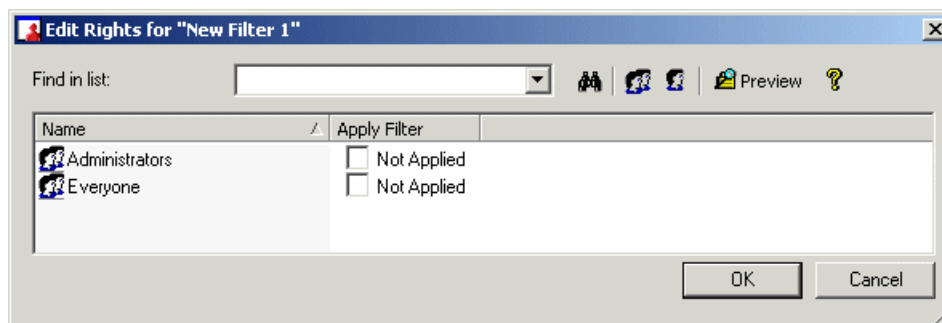 Edit Rights for "New Filter 1"
Find in list:
Preview
Name Apply Filter
Administrators Not Applied
Everyone Not Applied
OK Cancel